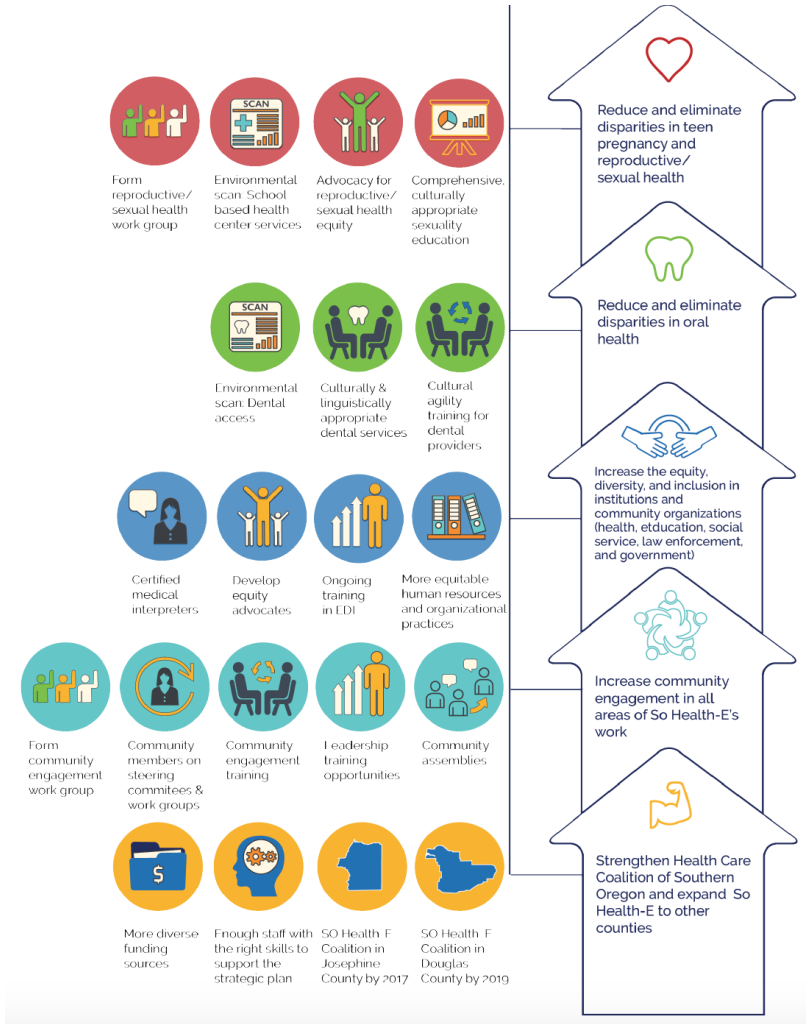 SCAN
Form
reproductive/
sexual health
work group
Environmental
scan: School
based health
center services
Advocacy for
reproductive/
sexual health
equity
Comprehensive,
culturally
appropriate
sexuality
education
Reduce and eliminate
disparities in teen
pregnancy and
reproductive/
sexual health
SCAN
Environmental
scan: Dental
access
Culturally &
linguistically
appropriate
dental services
Cultural
agility
training for
dental
providers
Reduce and eliminate
disparities in oral
health
Certified
medical
interpreters
Develop
equity
advocates
Ongoing
training
in EDI
More equitable
human resources
and organizational
practices
Increase the equity,
diversity, and inclusion in
institutions and
community organizations
(health, etducation, social
service, law enforcement,
and government)
Form
community
engagement
work group
Community
members on
steering
commitees &
work groups
Community
engagement
training
Leadership
training
opportunities
Community
assemblies
Increase community
engagement in all
areas of So Health-E's
work
$
More diverse
funding
sources
Enough staff with
the right skills to
support the
strategic plan
SO Health E
Coalition in
Josephine
County by 2017
SO Health E
Coalition in
Douglas
County by 2019
Strengthen Health Care
Coalition of Southern
Oregon and expand So
Health-E to other
counties